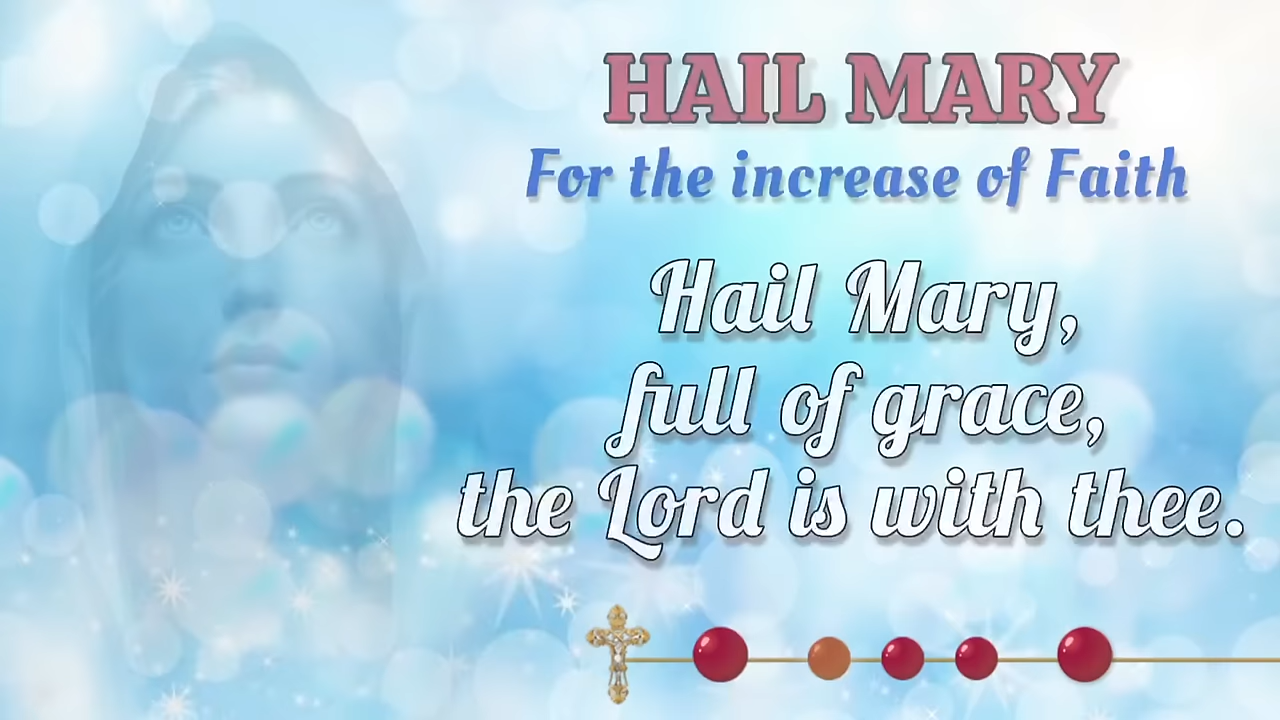 HAIL MARY
For the increase of Faith
Hail Mary,
full of grace,
the Lord is with thee.